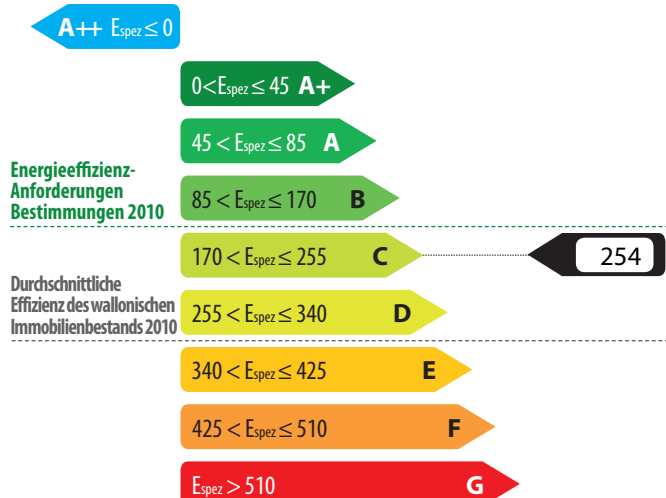 A++ Espez ≤ 0
0<Espez ≤ 45 A+
45 < Espez ≤ 85 A
Energieeffizienz-
Anforderungen
Bestimmungen 2010
85 < Espez ≤ 170 B
170 < Espez ≤ 255 C
254
Durchschnittliche
Effizienz des wallonischen
Immobilienbestands 2010
255 < Espez ≤ 340 D
340 < Espez ≤ 425 E
425 < Espez ≤ 510 F
Espez > 510 G